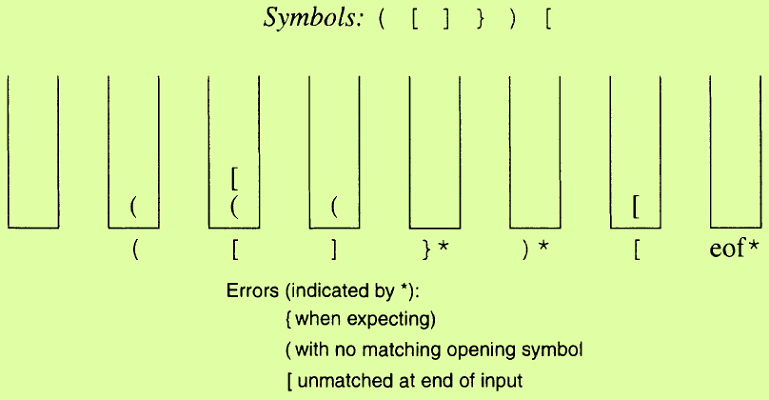 Symbols: ( [ ] } ) [
[
( ( ( [
( [ ] }* )* [ eof*
Errors (indicated by *):
{ when expecting)
( with no matching opening symbol
[ unmatched at end of input